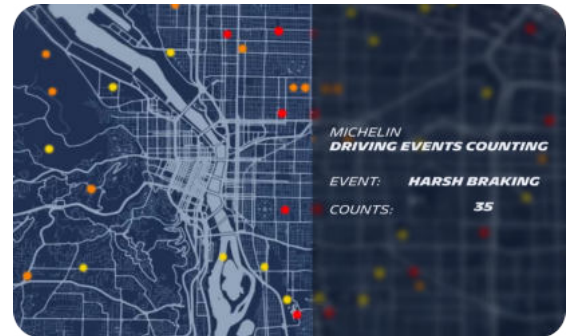 MICHELIN
DRIVING EVENTS COUNTING
EVENT: HARSH BRAKING
COUNTS: 35